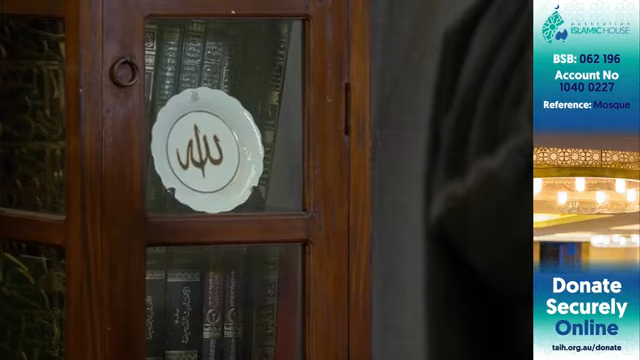 الله
australian
ISLAMIC HOUSE
BSB: 062 196
Account No
1040 0227
Reference: Mosque
Donate
Securely
Online
taih.org.au/donate